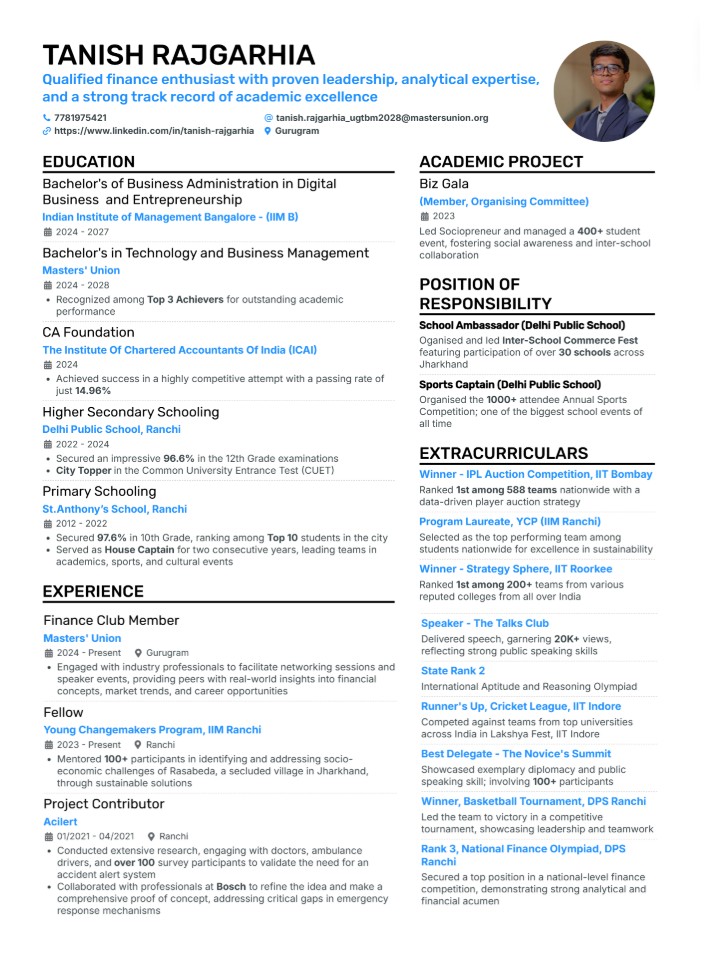 TANISH RAJGARHIA
Qualified finance enthusiast with proven leadership, analytical expertise,
and a strong track record of academic excellence
7781975421
@ tanish.rajgarhia_ugtbm2028@mastersunion.org
https://www.linkedin.com/in/tanish-rajgarhia
Gurugram
EDUCATION
Bachelor's of Business Administration in Digital
Business and Entrepreneurship
Indian Institute of Management Bangalore - (IIM B)
2024 - 2027
Bachelor's in Technology and Business Management
Masters' Union
2024 - 2028
• Recognized among Top 3 Achievers for outstanding academic
performance
CA Foundation
The Institute Of Chartered Accountants Of India (ICAI)
2024
• Achieved success in a highly competitive attempt with a passing rate of
just 14.96%
Higher Secondary Schooling
Delhi Public School, Ranchi
2022 - 2024
• Secured an impressive 96.6% in the 12th Grade examinations
• City Topper in the Common University Entrance Test (CUET)
Primary Schooling
St.Anthony's School, Ranchi
2012 - 2022
• Secured 97.6% in 10th Grade, ranking among Top 10 students in the city
• Served as House Captain for two consecutive years, leading teams in
academics, sports, and cultural events
EXPERIENCE
Finance Club Member
Masters' Union
2024 - Present Gurugram
• Engaged with industry professionals to facilitate networking sessions and
speaker events, providing peers with real-world insights into financial
concepts, market trends, and career opportunities
Fellow
Young Changemakers Program, IIM Ranchi
2023 - Present Ranchi
• Mentored 100+ participants in identifying and addressing socio-
economic challenges of Rasabeda, a secluded village in Jharkhand,
through sustainable solutions
Project Contributor
Acilert
01/2021 - 04/2021 Ranchi
• Conducted extensive research, engaging with doctors, ambulance
drivers, and over 100 survey participants to validate the need for an
accident alert system
• Collaborated with professionals at Bosch to refine the idea and make a
comprehensive proof of concept, addressing critical gaps in emergency
response mechanisms
ACADEMIC PROJECT
Biz Gala
(Member, Organising Committee)
2023
Led Sociopreneur and managed a 400+ student
event, fostering social awareness and inter-school
collaboration
POSITION OF
RESPONSIBILITY
School Ambassador (Delhi Public School)
Oganised and led Inter-School Commerce Fest
featuring participation of over 30 schools across
Jharkhand
Sports Captain (Delhi Public School)
Organised the 1000+ attendee Annual Sports
Competition; one of the biggest school events of
all time
EXTRACURRICULARS
Winner - IPL Auction Competition, IIT Bombay
Ranked 1st among 588 teams nationwide with a
data-driven player auction strategy
Program Laureate, YCP (IIM Ranchi)
Selected as the top performing team among
students nationwide for excellence in sustainability
Winner - Strategy Sphere, IIT Roorkee
Ranked 1st among 200+ teams from various
reputed colleges from all over India
Speaker - The Talks Club
Delivered speech, garnering 20K+ views,
reflecting strong public speaking skills
State Rank 2
International Aptitude and Reasoning Olympiad
Runner's Up, Cricket League, IIT Indore
Competed against teams from top universities
across India in Lakshya Fest, IIT Indore
Best Delegate - The Novice's Summit
Showcased exemplary diplomacy and public
speaking skill; involving 100+ participants
Winner, Basketball Tournament, DPS Ranchi
Led the team to victory in a competitive
tournament, showcasing leadership and teamwork
Rank 3, National Finance Olympiad, DPS
Ranchi
Secured a top position in a national-level finance
competition, demonstrating strong analytical and
financial acumen